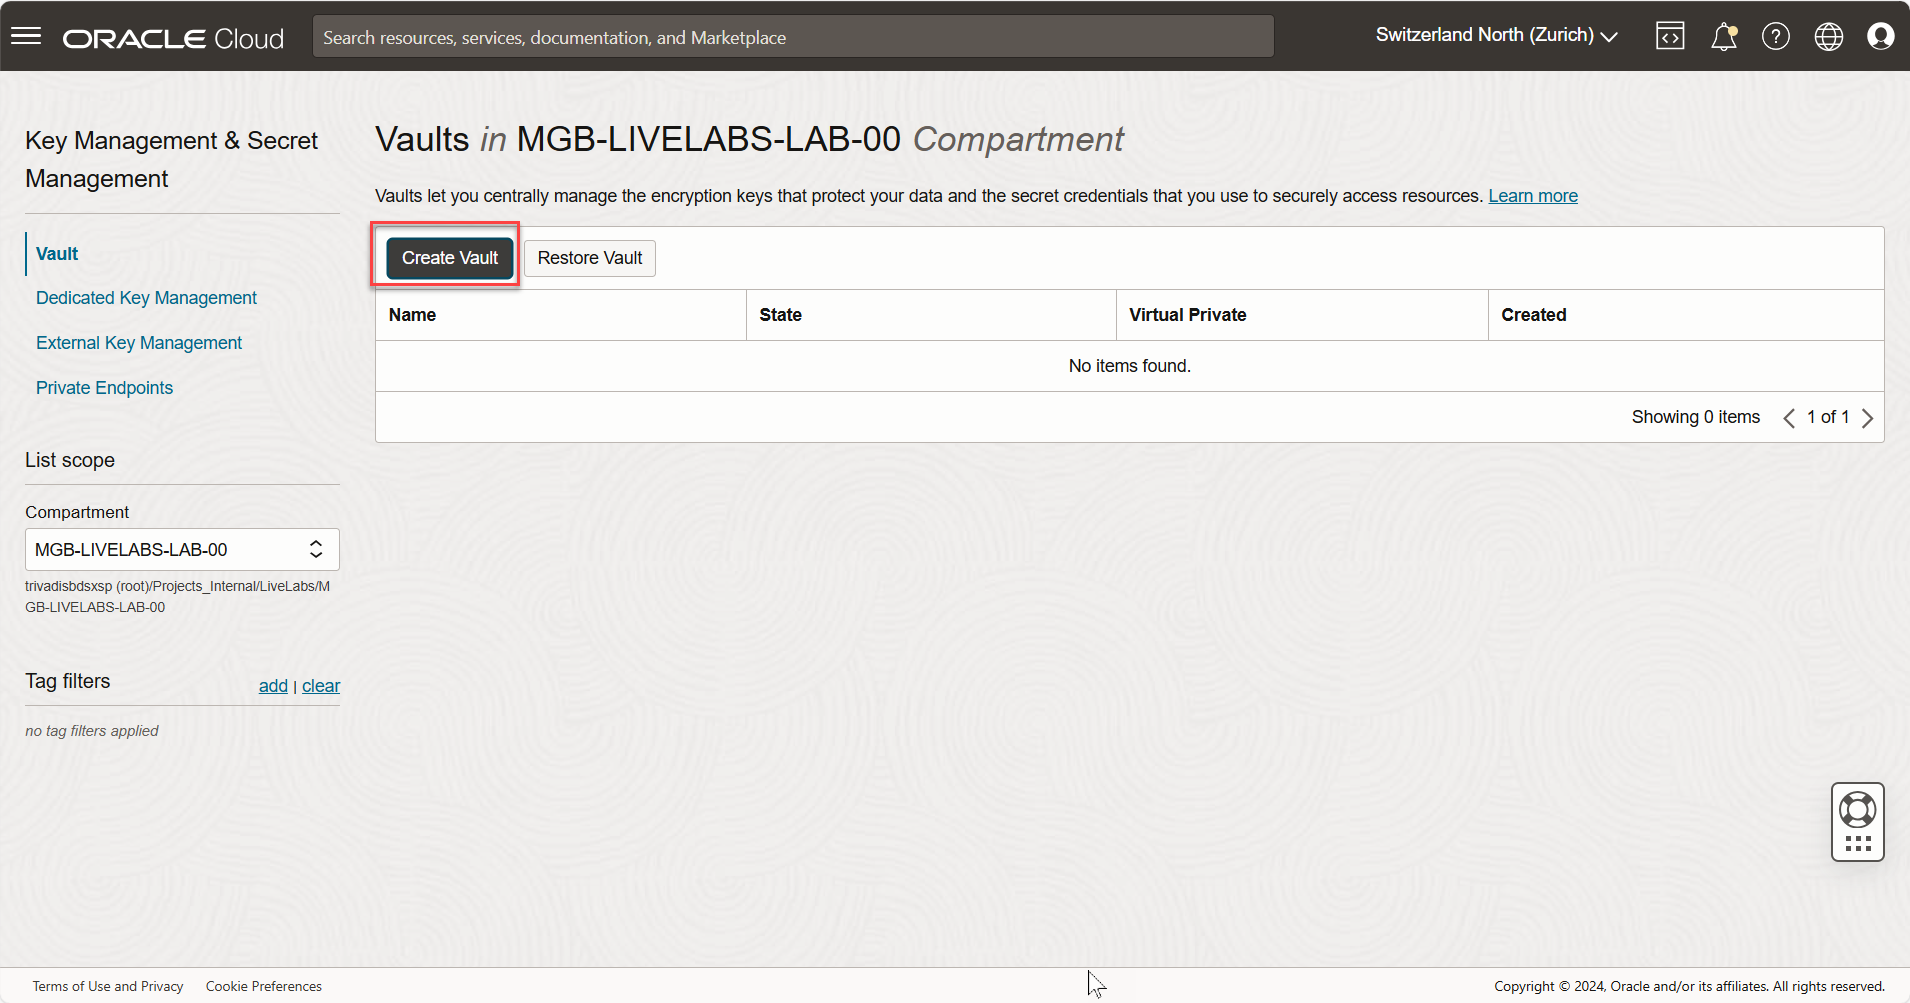 ORACLE Cloud
Search resources, services, documentation, and Marketplace
Switzerland North (Zurich)
Key Management & Secret
Management
Vault
Dedicated Key Management
External Key Management
Private Endpoints
List scope
Compartment
MGB-LIVELABS-LAB-00
trivadisbdsxsp (root)/Projects_Internal/LiveLabs/M
GB-LIVELABS-LAB-00
Tag filters
add | clear
no tag filters applied
Vaults in MGB-LIVELABS-LAB-00 Compartment
Vaults let you centrally manage the encryption keys that protect your data and the secret credentials that you use to securely access resources. Learn more
Create Vault
Restore Vault
Name State Virtual Private Created
No items found.
Showing 0 items 1 of 1
Terms of Use and Privacy Cookie Preferences
Copyright © 2024, Oracle and/or its affiliates. All rights reserved.